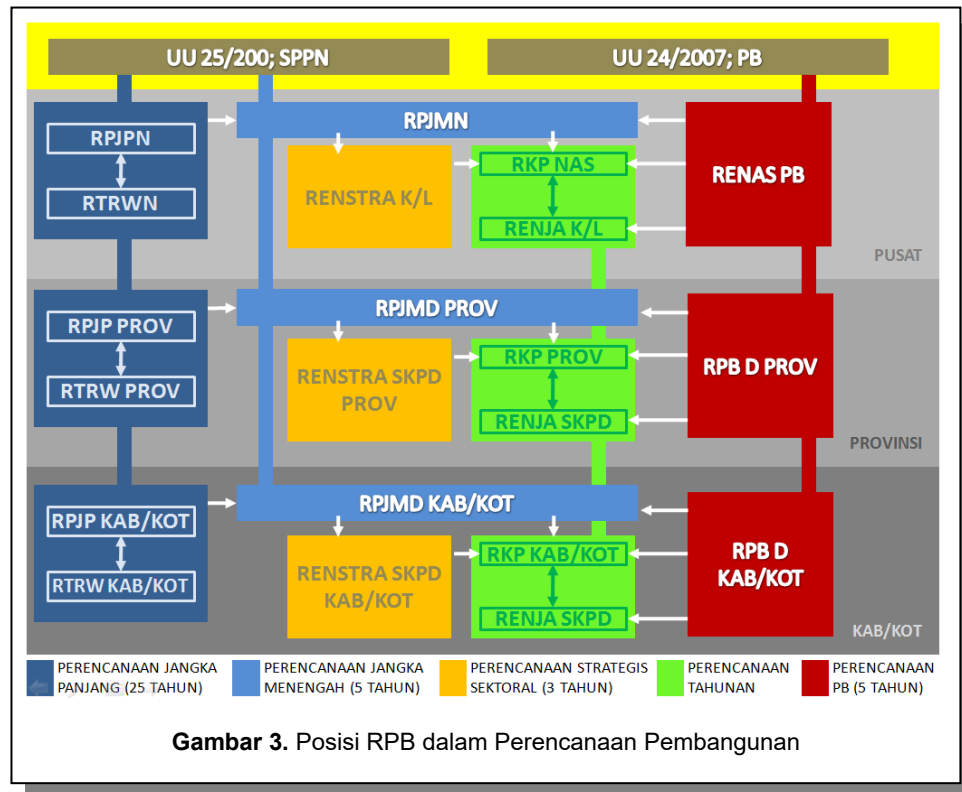 UU 25/200; SPPN
UU 24/2007; PB
RPJPN
RTRWN
RPJMN
RENSTRA K/L
RKP NAS
RENJA K/L
RENAS PB
PUSAT
RPJP PROV
RTRW PROV
RPJMD PROV
RENSTRA SKPD
PROV
RKP PROV
RENJA SKPD
RPB D PROV
PROVINSI
RPJP KAB/KOT
RTRW KAB/KOT
RPJMD KAB/KOT
RENSTRA SKPD
KAB/KOT
RKP KAB/KOT
RENJA SKPD
RPB D
KAB/KOT
KAB/KOT
PERENCANAAN JANGKA
PANJANG (25 TAHUN)
PERENCANAAN JANGKA
MENENGAH (5 TAHUN)
PERENCANAAN STRATEGIS
SEKTORAL (3 TAHUN)
PERENCANAAN
TAHUNAN
PERENCANAAN
PB (5 TAHUN)
Gambar 3. Posisi RPB dalam Perencanaan Pembangunan